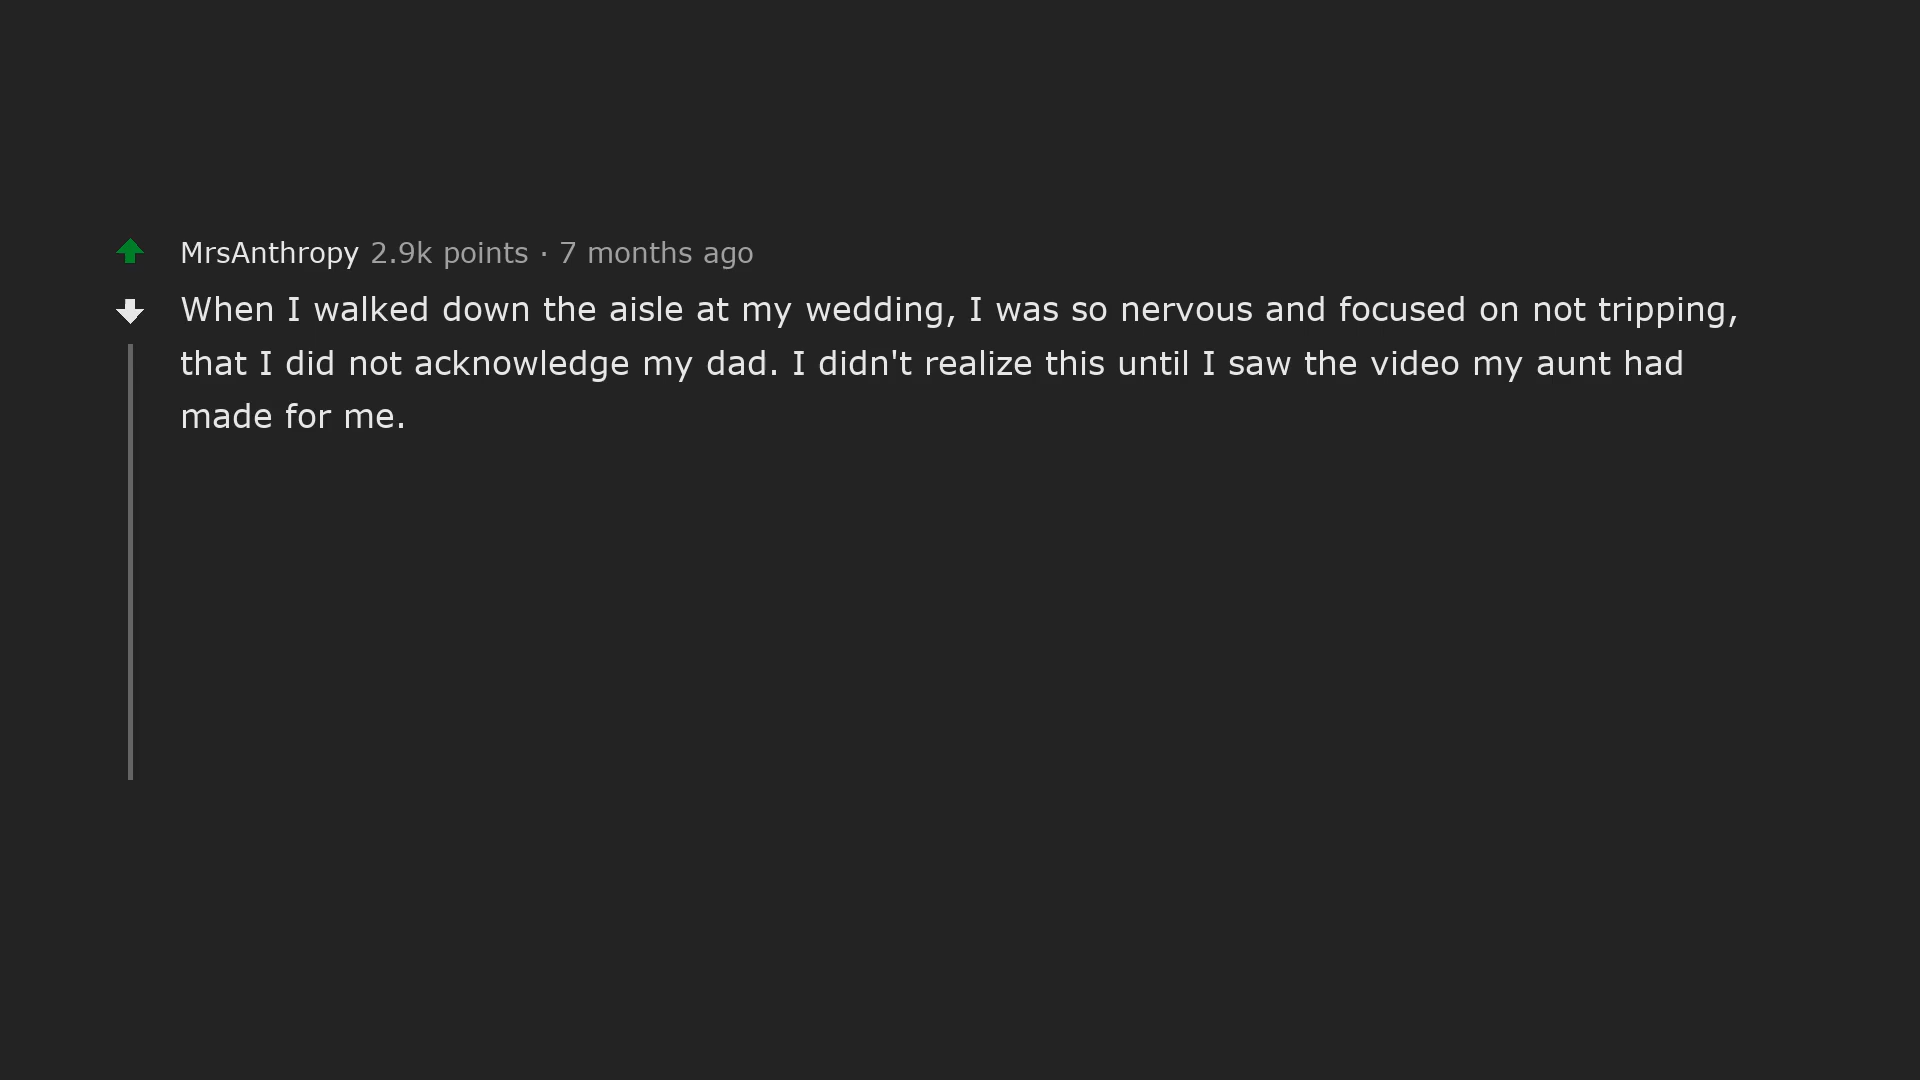 MrsAnthropy 2.9k points · 7 months ago
When I walked down the aisle at my wedding, I was so nervous and focused on not tripping,
that I did not acknowledge my dad. I didn't realize this until I saw the video my aunt had
made for me.